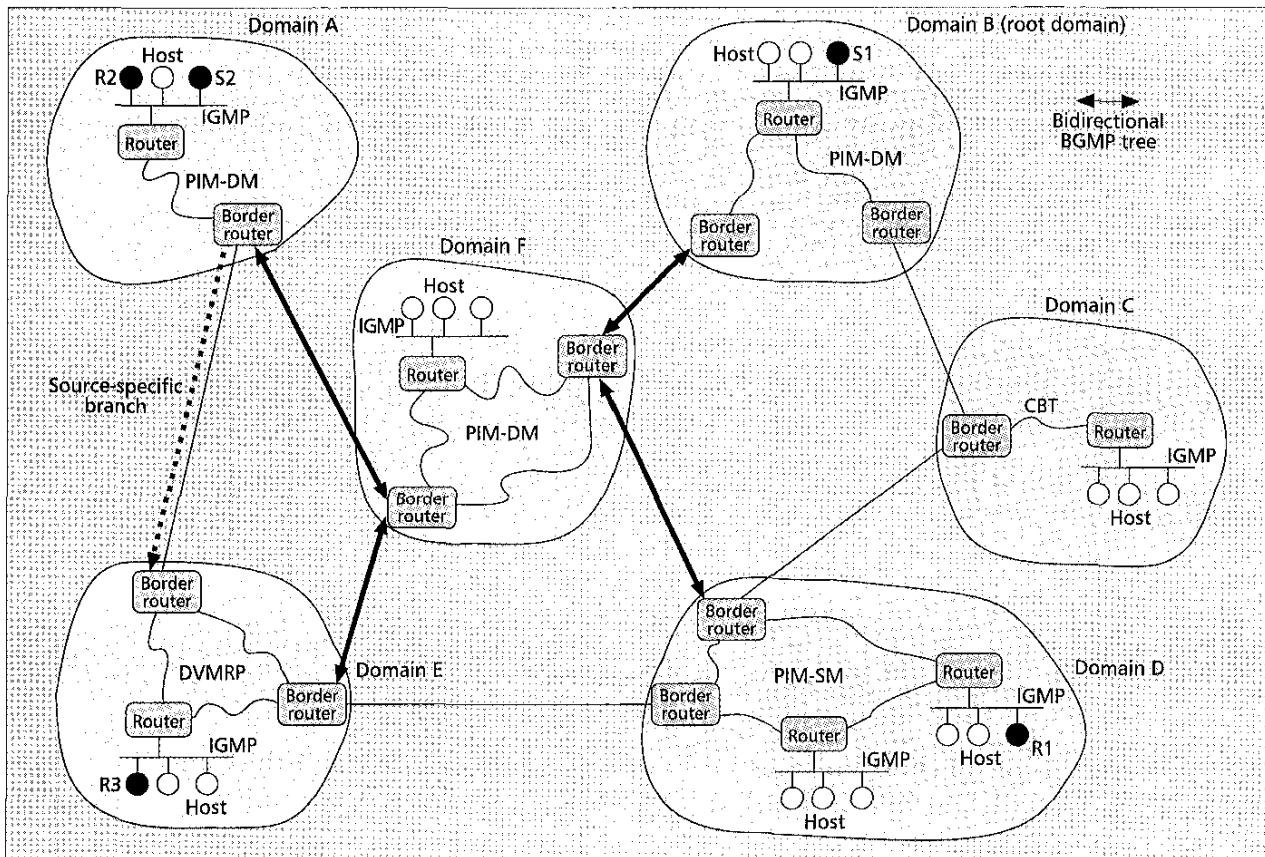 Domain A
Host
R2
S2
IGMP
Router
PIM-DM
Border
router
Domain B (root domain)
Host
S1
IGMP
Router
PIM-DM
Border
router
Border
router
Bidirectional
BGMP tree
Domain F
Host
IGMP
Router
Border
router
PIM-DM
Border
router
Domain C
CBT
Border
router
Router
IGMP
Host
Source-specific
branch
Border
router
DVMRP
Domain E
Router
Border
router
IGMP
R3
Host
Border
router
PIM-SM
Domain D
Router
Border
router
IGMP
Router
Host
R1
IGMP
Host